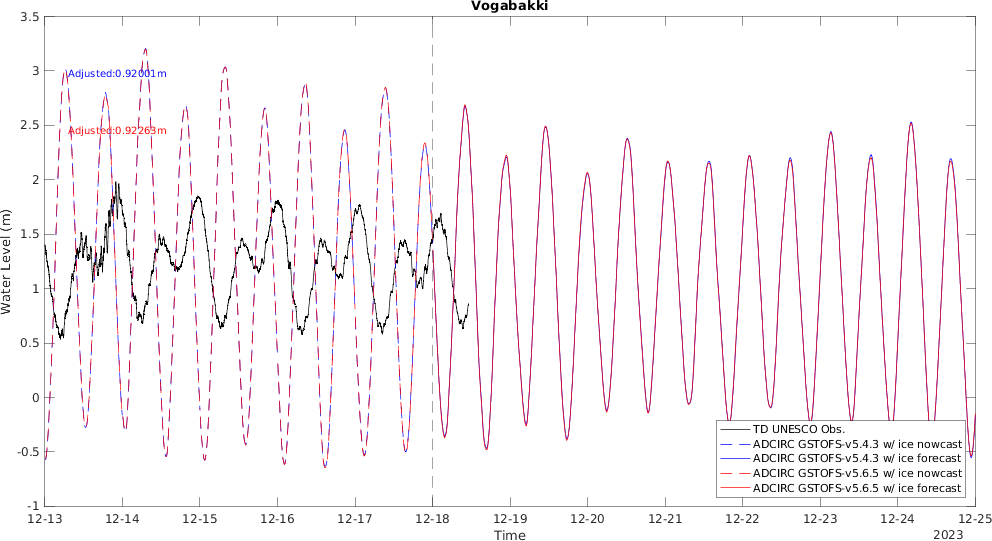 Vogabakki
3.5
3
2.5
2
1.5
1
0.5
0
-0.5
-1
Water Level (m)
Adjusted:0.92001m
Adjusted:0.92263m
TD UNESCO Obs.
ADCIRC GSTOFS-v5.4.3 w/ ice nowcast
ADCIRC GSTOFS-v5.4.3 w/ ice forecast
ADCIRC GSTOFS-v5.6.5 w/ ice nowcast
ADCIRC GSTOFS-v5.6.5 w/ ice forecast
12-13 12-14 12-15 12-16 12-17 12-18 12-19 12-20 12-21 12-22 12-23 12-24 12-25
Time
2023